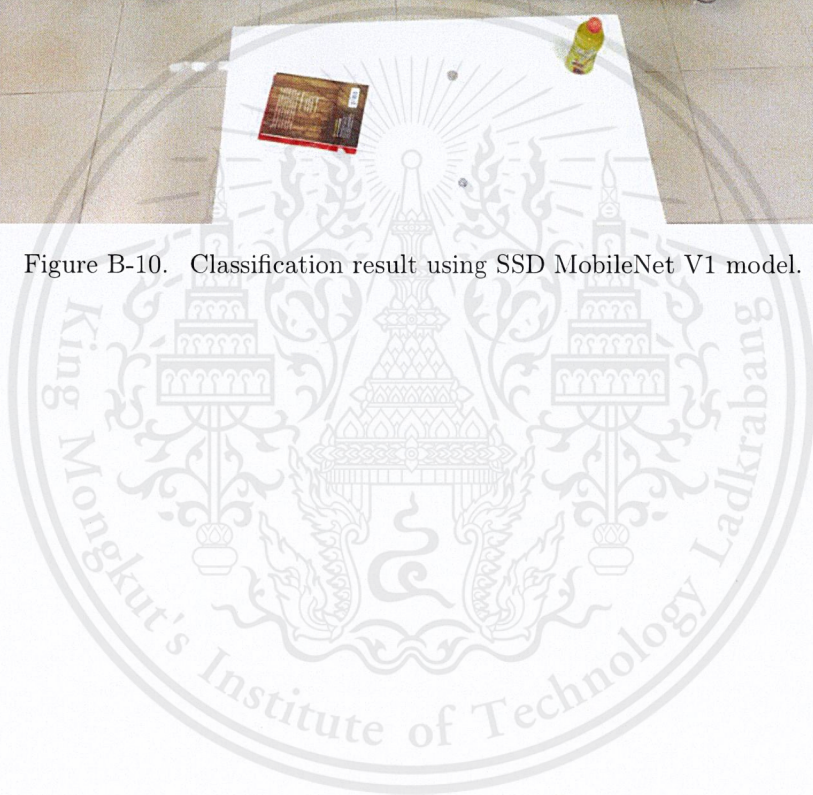 Figure B-10. Classification result using SSD MobileNet V1 model.
King Mongkut's Institute of Technology Ladkrabang